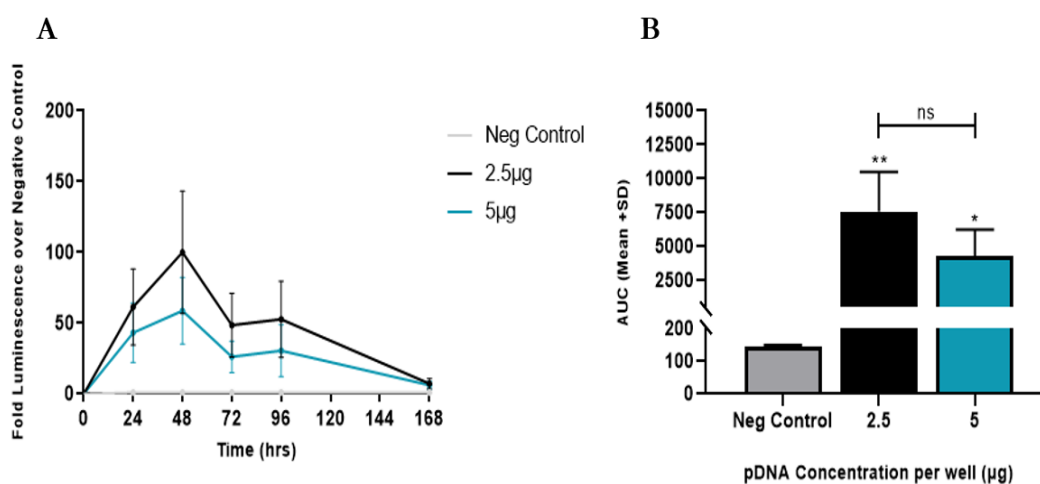 A
Fold Luminescence over Negative Control
200
150
100
50
0
0 24 48 72 96 120 144 168
Time (hrs)
Neg Control
2.5µg
5µg
B
AUC (Mean +SD)
15000
12500
10000
7500
5000
2500
200
100
0
ns
**
*
Neg Control 2.5 5
pDNA Concentration per well (µg)